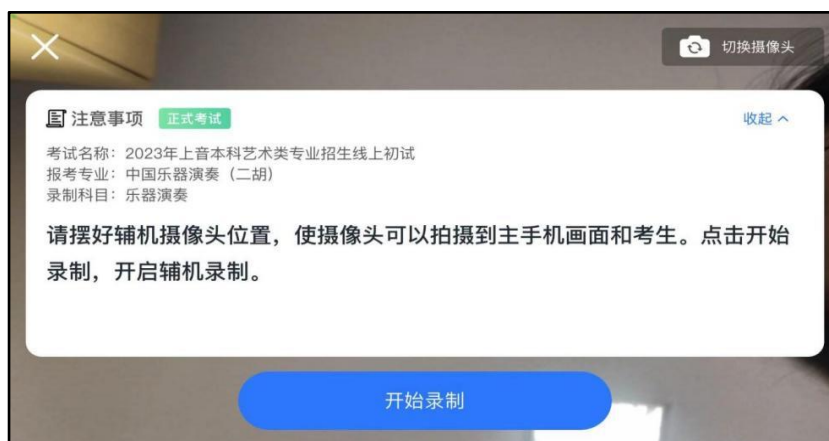 切换摄像头
注意事项 正式考试 收起
考试名称：2023年上音本科艺术类专业招生线上初试
报考专业：中国乐器演奏（二胡）
录制科目：乐器演奏
请摆好辅机摄像头位置，使摄像头可以拍摄到主手机画面和考生。点击开始
录制，开启辅机录制。
开始录制